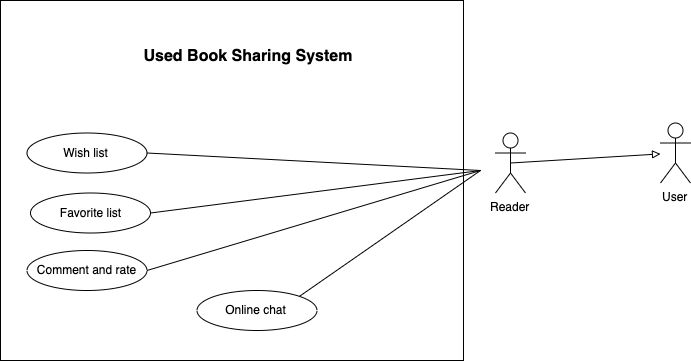 Used Book Sharing System
Wish list
Favorite list
Comment and rate
Online chat
Reader
User